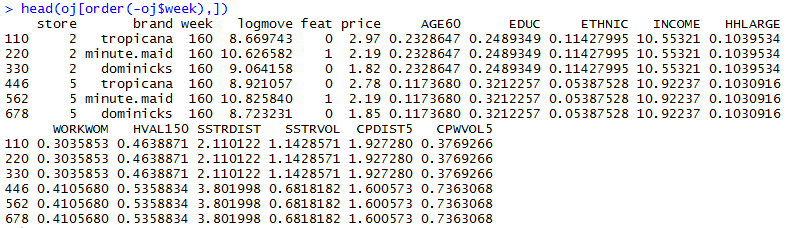 > head(oj[order(-oj$week),])
    store       brand week   logmove feat price     AGE60      EDUC     ETHNIC   INCOME   HHLARGE
110     2   tropicana  160  8.669743    0  2.97 0.2328647 0.2489349 0.11427995 10.55321 0.1039534
220     2 minute.maid  160 10.626582    1  2.19 0.2328647 0.2489349 0.11427995 10.55321 0.1039534
330     2   dominicks  160  9.064158    0  1.82 0.2328647 0.2489349 0.11427995 10.55321 0.1039534
446     5   tropicana  160  8.921057    0  2.78 0.1173680 0.3212257 0.05387528 10.92237 0.1030916
562     5 minute.maid  160 10.825840    1  2.19 0.1173680 0.3212257 0.05387528 10.92237 0.1030916
678     5   dominicks  160  8.723231    0  1.85 0.1173680 0.3212257 0.05387528 10.92237 0.1030916
      WORKWOM   HVAL150 SSTRDIST   SSTRVOL  CPDIST5   CPWVOL5
110 0.3035853 0.4638871 2.110122 1.1428571 1.927280 0.3769266
220 0.3035853 0.4638871 2.110122 1.1428571 1.927280 0.3769266
330 0.3035853 0.4638871 2.110122 1.1428571 1.927280 0.3769266
446 0.4105680 0.5358834 3.801998 0.6818182 1.600573 0.7363068
562 0.4105680 0.5358834 3.801998 0.6818182 1.600573 0.7363068
678 0.4105680 0.5358834 3.801998 0.6818182 1.600573 0.7363068